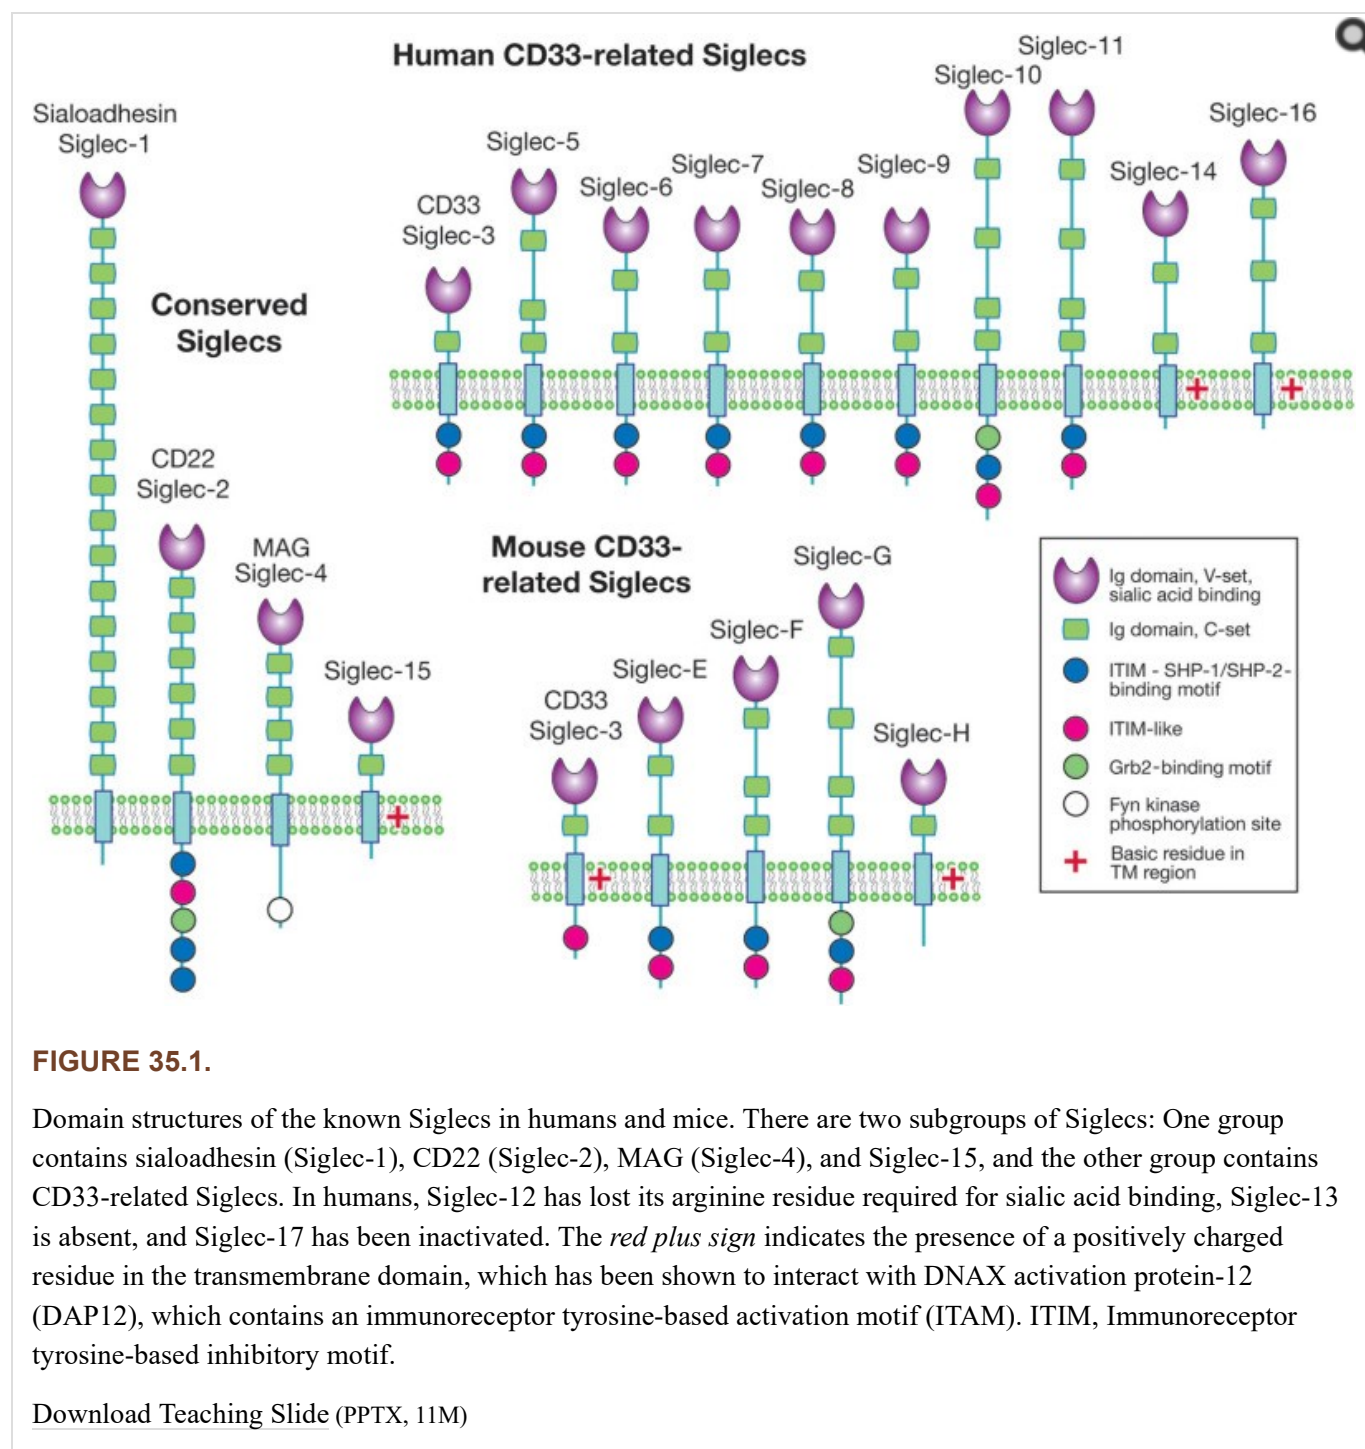 Human CD33-related Siglecs
Sialoadhesin
Siglec-1
Siglec-5
CD33
Siglec-3
Siglec-6
Siglec-7
Siglec-8
Siglec-9
Siglec-10
Siglec-11
Siglec-14
Siglec-16
Conserved
Siglecs
CD22
Siglec-2
MAG
Siglec-4
Siglec-15
Mouse CD33-
related Siglecs
CD33
Siglec-3
Siglec-E
Siglec-F
Siglec-G
Siglec-H
Ig domain, V-set,
sialic acid binding
Ig domain, C-set
ITIM - SHP-1/SHP-2-
binding motif
ITIM-like
Grb2-binding motif
Fyn kinase
phosphorylation site
Basic residue in
TM region
FIGURE 35.1.
Domain structures of the known Siglecs in humans and mice. There are two subgroups of Siglecs: One group
contains sialoadhesin (Siglec-1), CD22 (Siglec-2), MAG (Siglec-4), and Siglec-15, and the other group contains
CD33-related Siglecs. In humans, Siglec-12 has lost its arginine residue required for sialic acid binding, Siglec-13
is absent, and Siglec-17 has been inactivated. The red plus sign indicates the presence of a positively charged
residue in the transmembrane domain, which has been shown to interact with DNAX activation protein-12
(DAP12), which contains an immunoreceptor tyrosine-based activation motif (ITAM). ITIM, Immunoreceptor
tyrosine-based inhibitory motif.
Download Teaching Slide (PPTX, 11M)